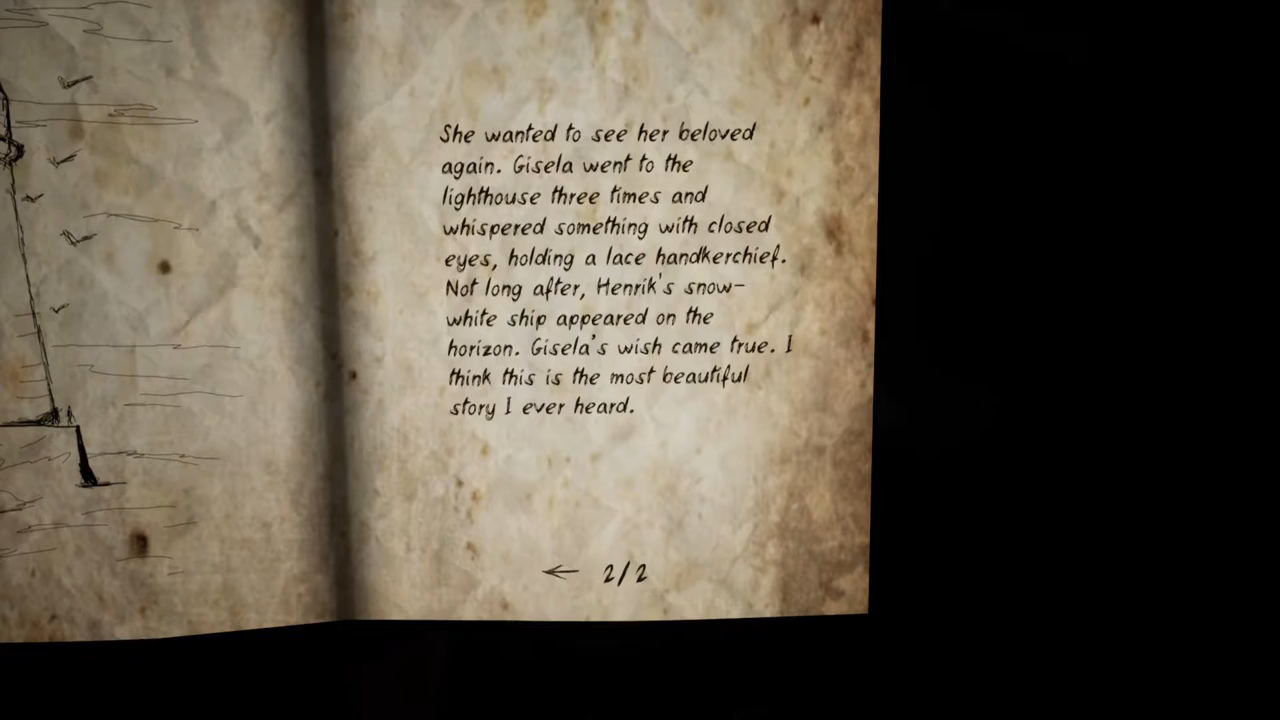 She wanted to see her beloved
again. Gisela went to the
lighthouse three times and
whispered something with closed
eyes, holding a lace handkerchief.
Not long after, Henrik's snow-
white ship appeared on the
horizon. Gisela's wish came true. I
think this is the most beautiful
story I ever heard.
← 2/2